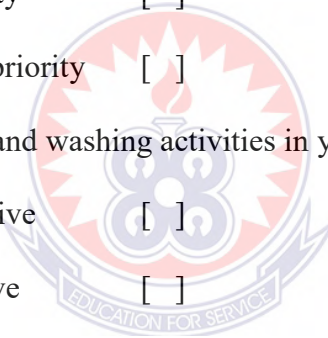 [ ]
priority [ ]
and washing activities in y
ive [ ]
ve [ ]
EDUCATION FOR SERVICE